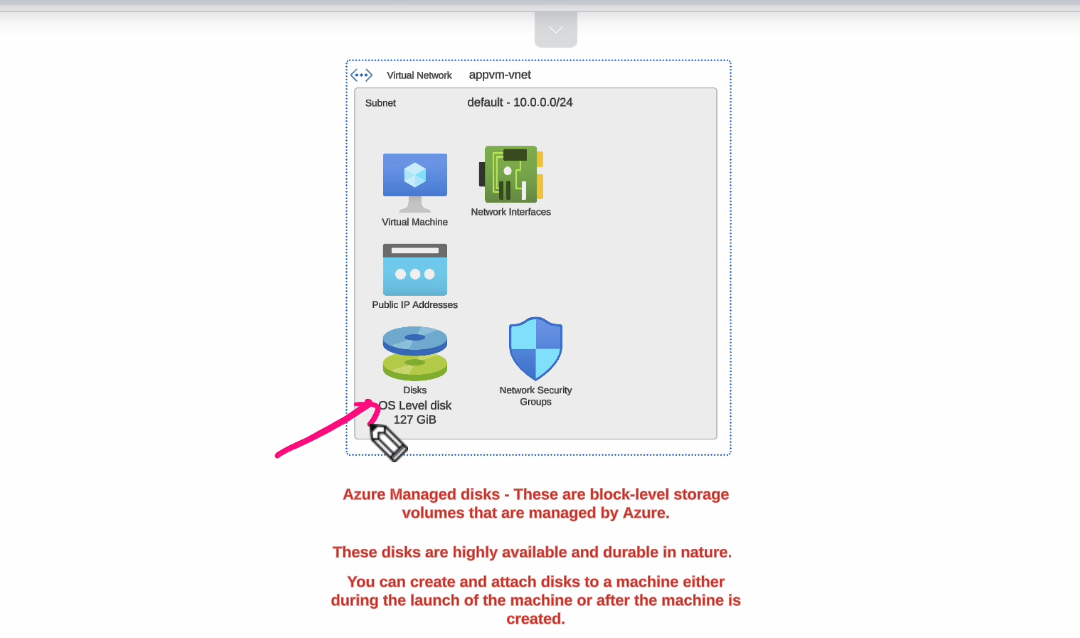 Virtual Network appvm-vnet
Subnet default - 10.0.0.0/24
Virtual Machine
Network Interfaces
Public IP Addresses
Disks
OS Level disk
127 GiB
Network Security
Groups
Azure Managed disks - These are block-level storage
volumes that are managed by Azure.
These disks are highly available and durable in nature.
You can create and attach disks to a machine either
during the launch of the machine or after the machine is
created.